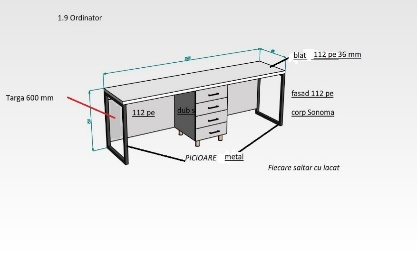 1.9 Ordinator
blat 112 pe 36 mm
Targa 600 mm
fasad 112 pe
112 pe
dub s
corp Sonoma
PICIOARE metal
Fiecare saltar cu lacat